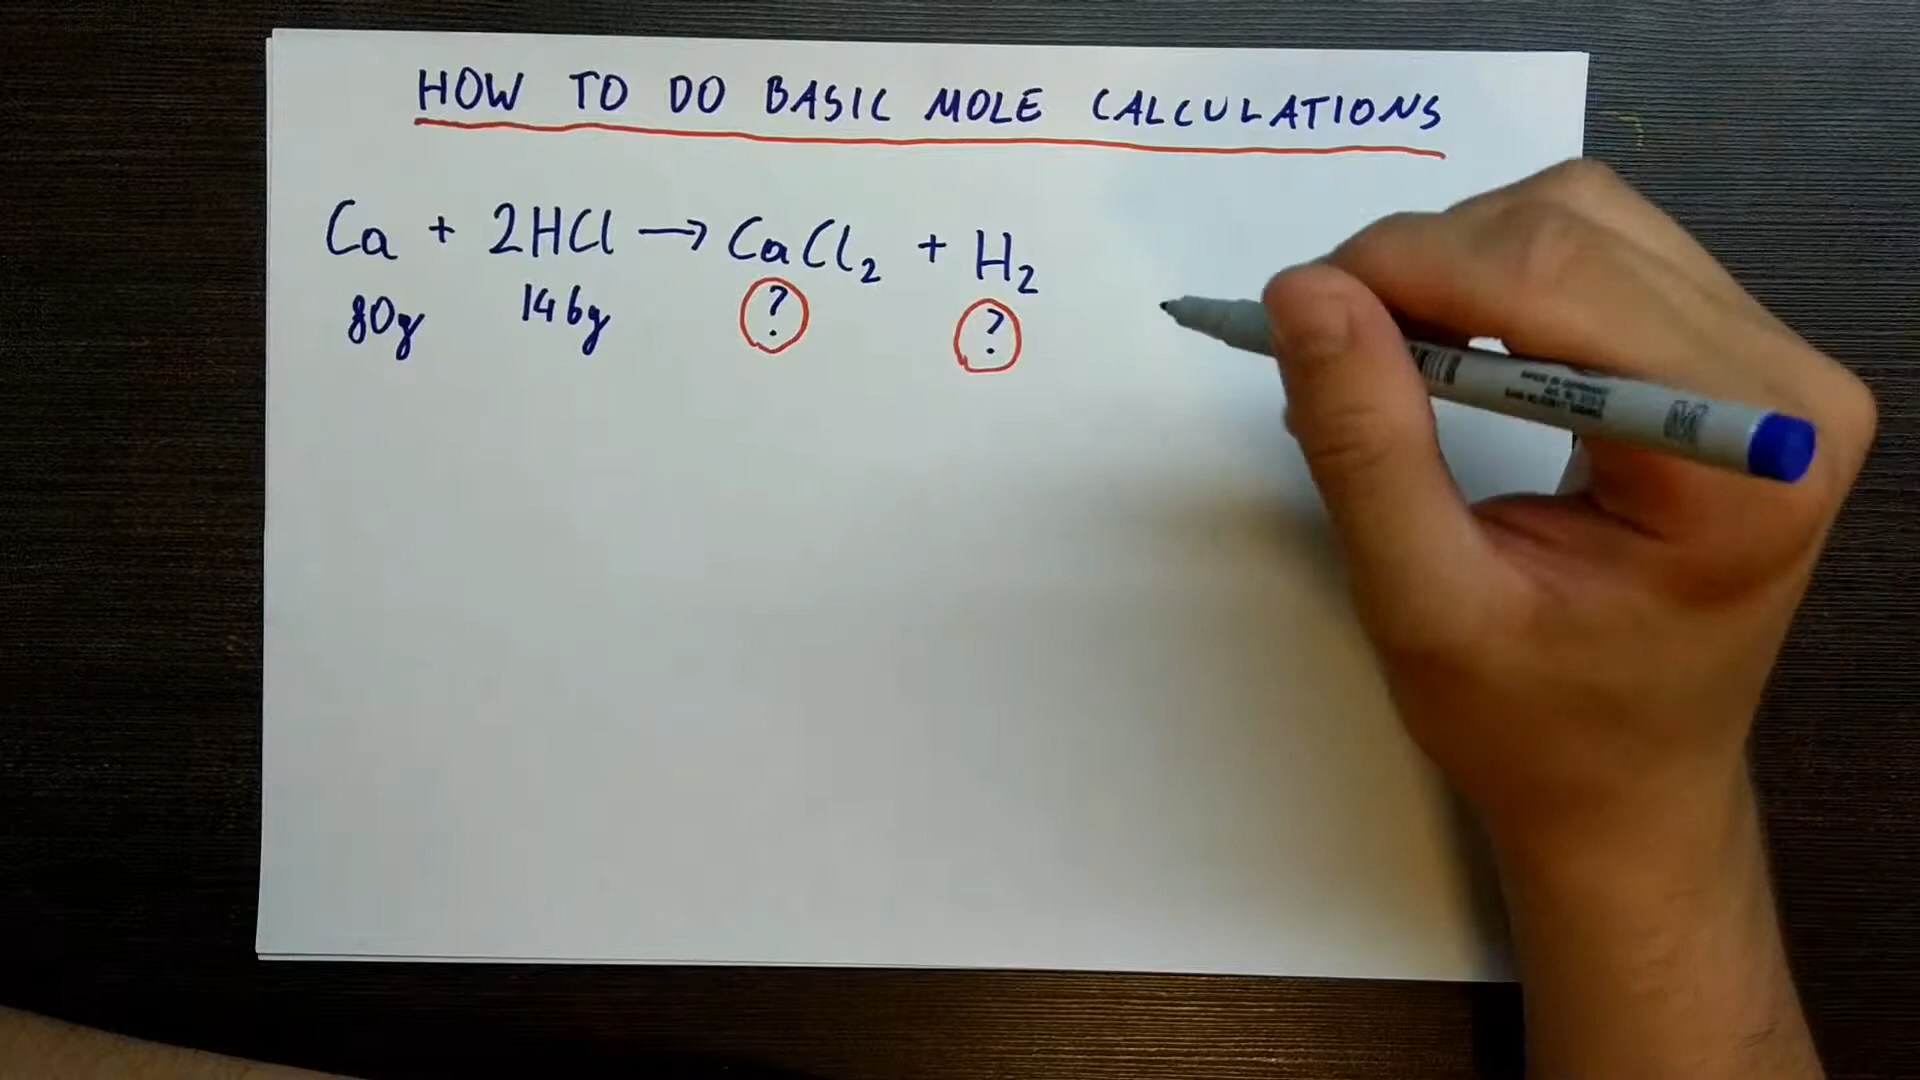 HOW TO DO BASIC MOLE CALCULATIONS
Ca + 2HCl → CaCl₂ + H₂
80g 146g ? ?